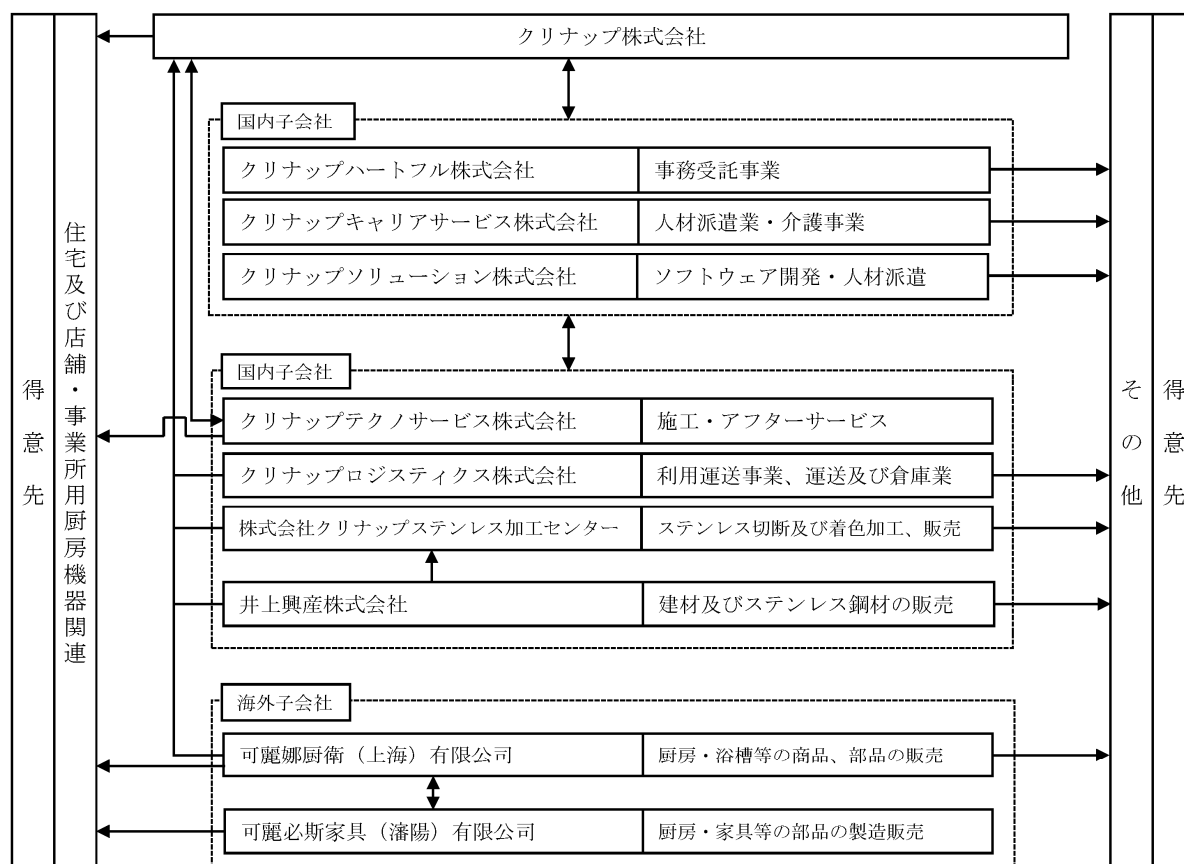 クリナップ株式会社
国内子会社
クリナップハートフル株式会社 事務受託事業
クリナップキャリアサービス株式会社 人材派遣業・介護事業
クリナップソリューション株式会社 ソフトウェア開発・人材派遣
国内子会社
クリナップテクノサービス株式会社 施工・アフターサービス
クリナップロジスティクス株式会社 利用運送事業、運送及び倉庫業
株式会社クリナップステンレス加工センター ステンレス切断及び着色加工、販売
井上興産株式会社 建材及びステンレス鋼材の販売
海外子会社
可麗娜厨衛（上海）有限公司 厨房・浴槽等の商品、部品の販売
可麗必斯家具（瀋陽）有限公司 厨房・家具等の部品の製造販売
得意先
住宅及び店舗・事業所用厨房機器関連
その他
得意先